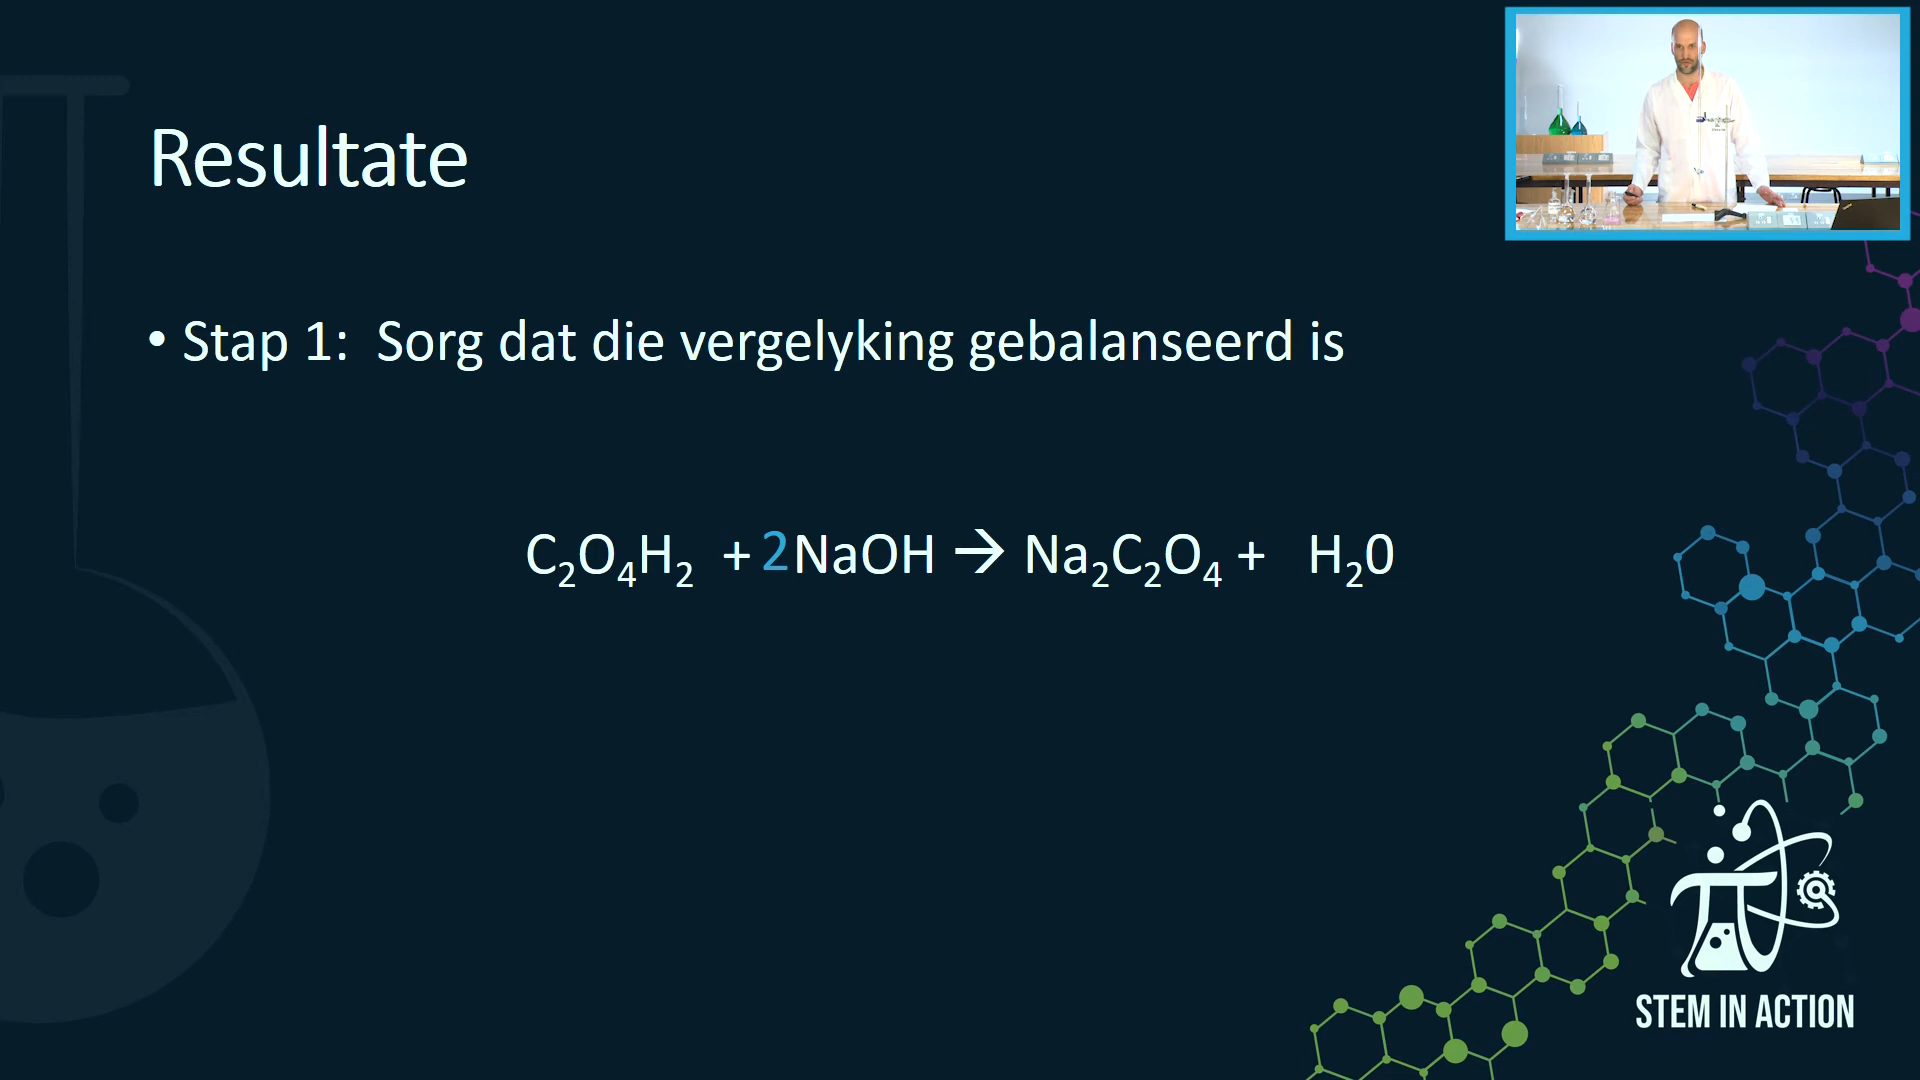 Resultate
• Stap 1: Sorg dat die vergelyking gebalanseerd is
C₂O₄H₂ + 2NaOH → Na₂C₂O₄ + H₂0
STEM IN ACTION